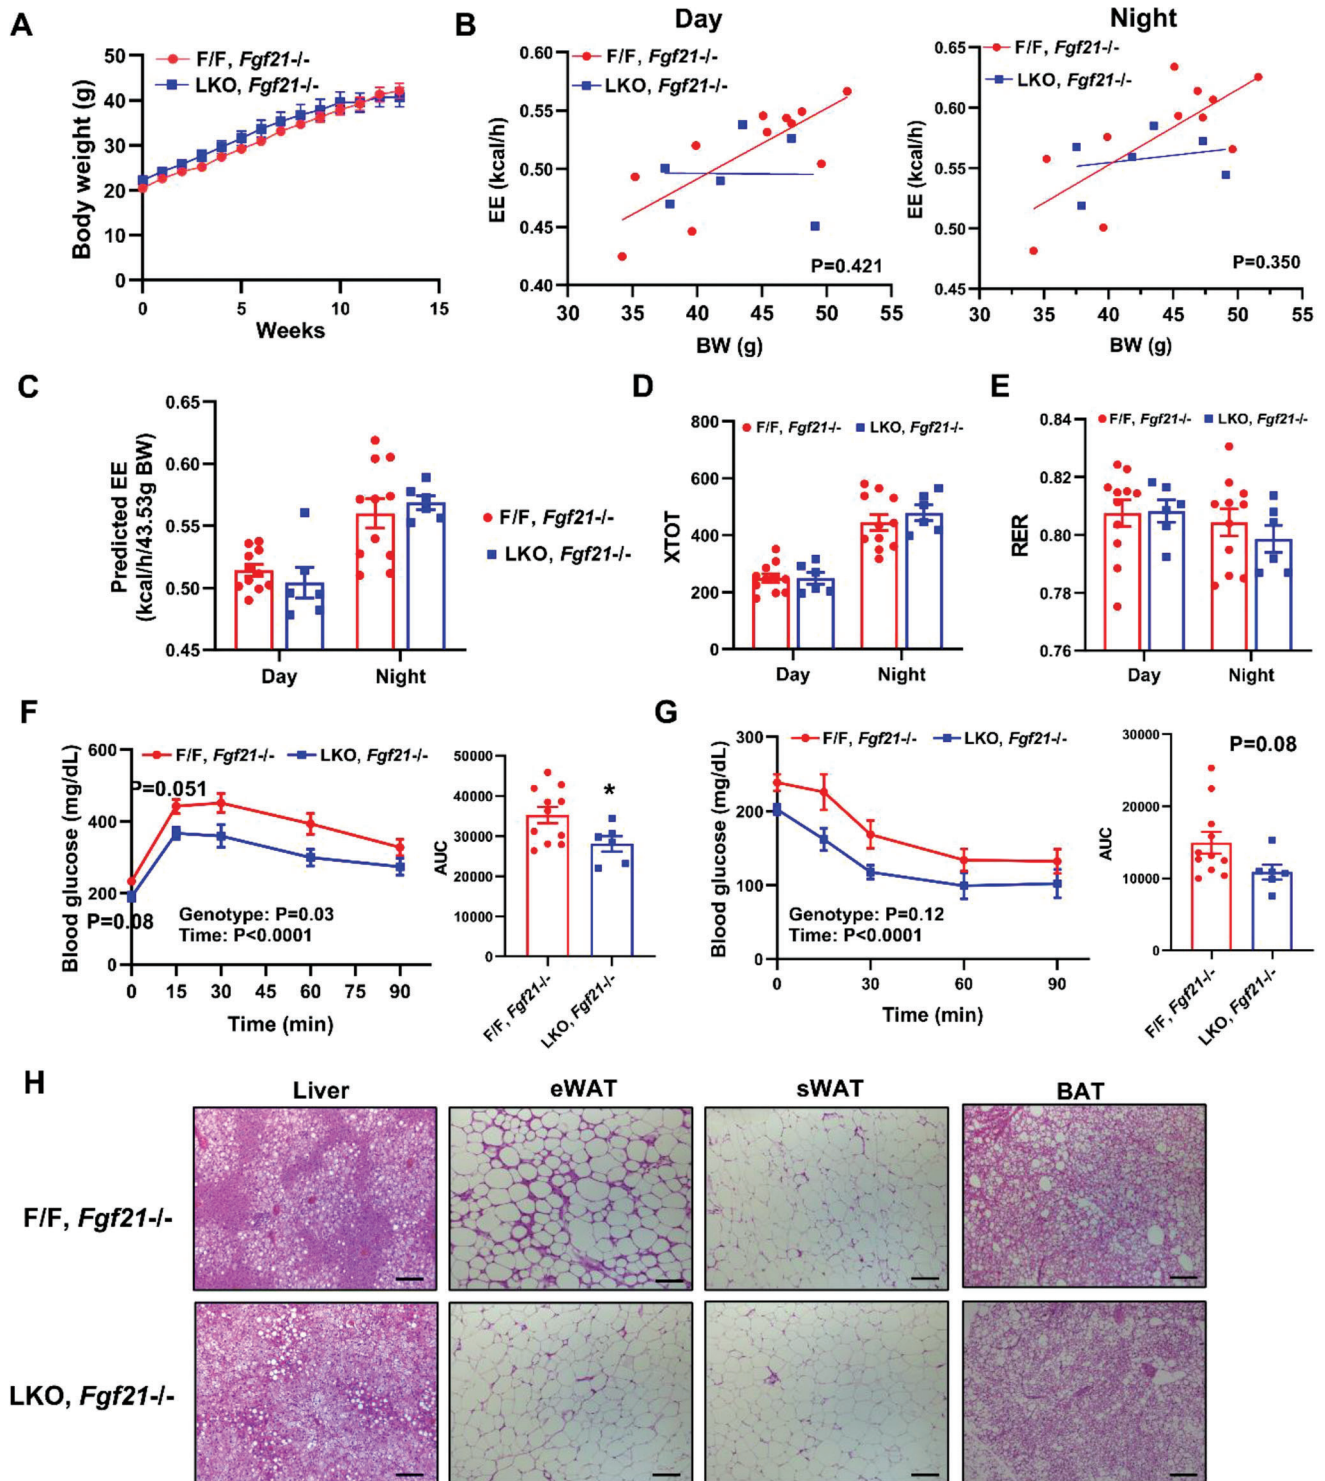 A
F/F, Fgf21-/-
LKO, Fgf21-/-
Body weight (g)
50
40
30
20
10
0
0 5 10 15
Weeks
B
Day
F/F, Fgf21-/-
LKO, Fgf21-/-
EE (kcal/h)
0.60
0.55
0.50
0.45
0.40
P=0.421
30 35 40 45 50 55
BW (g)
Night
F/F, Fgf21-/-
LKO, Fgf21-/-
EE (kcal/h)
0.65
0.60
0.55
0.50
0.45
P=0.350
30 35 40 45 50 55
BW (g)
C
Predicted EE
(kcal/h/43.53g BW)
0.65
0.60
0.55
0.50
0.45
Day Night
F/F, Fgf21-/-
LKO, Fgf21-/-
D
F/F, Fgf21-/- LKO, Fgf21-/-
XTOT
800
600
400
200
0
Day Night
E
F/F, Fgf21-/- LKO, Fgf21-/-
RER
0.84
0.82
0.80
0.78
0.76
Day Night
F
F/F, Fgf21-/- LKO, Fgf21-/-
Blood glucose (mg/dL)
600
400
200
0
P=0.051
P=0.08
Genotype: P=0.03
Time: P<0.0001
0 15 30 45 60 75 90
Time (min)
AUC
50000
40000
30000
20000
10000
0
*
F/F, Fgf21-/-
LKO, Fgf21-/-
G
F/F, Fgf21-/- LKO, Fgf21-/-
Blood glucose (mg/dL)
300
200
100
0
Genotype: P=0.12
Time: P<0.0001
0 30 60 90
Time (min)
AUC
30000
20000
10000
0
P=0.08
F/F, Fgf21-/-
LKO, Fgf21-/-
H
Liver eWAT sWAT BAT
F/F, Fgf21-/-
LKO, Fgf21-/-